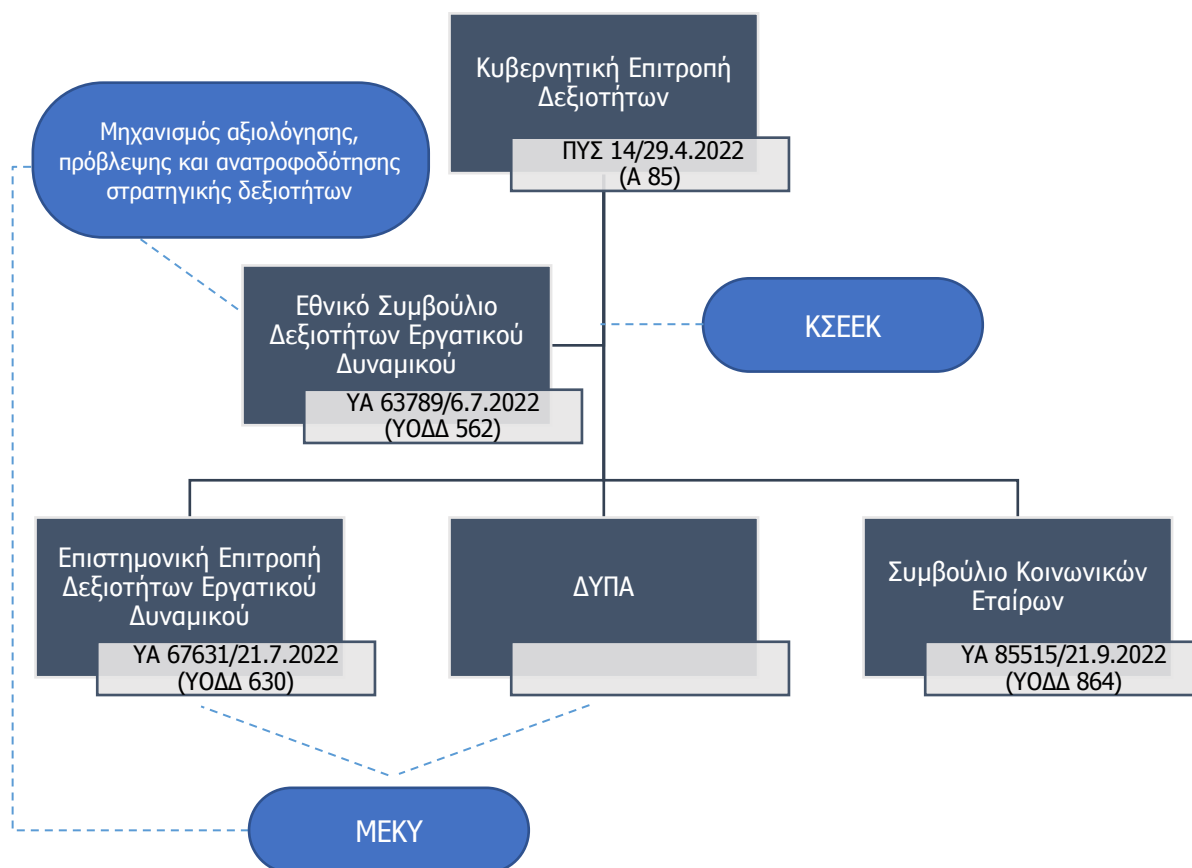 Κυβερνητική Επιτροπή
Δεξιοτήτων
ΠΥΣ 14/29.4.2022
(Α 85)
Μηχανισμός αξιολόγησης,
πρόβλεψης και ανατροφοδότησης
στρατηγικής δεξιοτήτων
Εθνικό Συμβούλιο
Δεξιοτήτων Εργατικού
Δυναμικού
ΥΑ 63789/6.7.2022
(ΥΟΔΔ 562)
ΚΣΕΕΚ
Επιστημονική Επιτροπή
Δεξιοτήτων Εργατικού
Δυναμικού
ΥΑ 67631/21.7.2022
(ΥΟΔΔ 630)
ΔΥΠΑ
Συμβούλιο Κοινωνικών
Εταίρων
ΥΑ 85515/21.9.2022
(ΥΟΔΔ 864)
ΜΕΚΥ